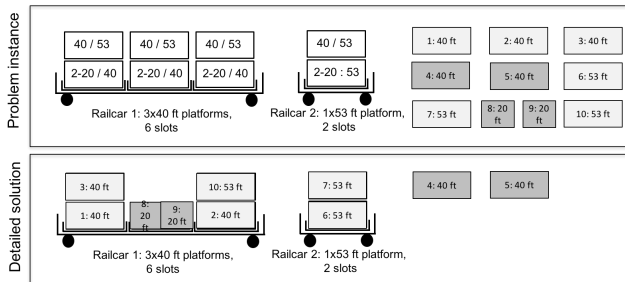 Problem instance
40 / 53 40 / 53 40 / 53
2-20 / 40 2-20 / 40 2-20 / 40
Railcar 1: 3x40 ft platforms,
6 slots
40 / 53
2-20 : 53
Railcar 2: 1x53 ft platform,
2 slots
1: 40 ft 2: 40 ft 3: 40 ft
4: 40 ft 5: 40 ft 6: 53 ft
7: 53 ft 8: 20 ft 9: 20 ft 10: 53 ft
Detailed solution
3: 40 ft 10: 53 ft
1: 40 ft 8: 20 ft 9: 20 ft 2: 40 ft
Railcar 1: 3x40 ft platforms,
6 slots
7: 53 ft
6: 53 ft
Railcar 2: 1x53 ft platform,
2 slots
4: 40 ft 5: 40 ft